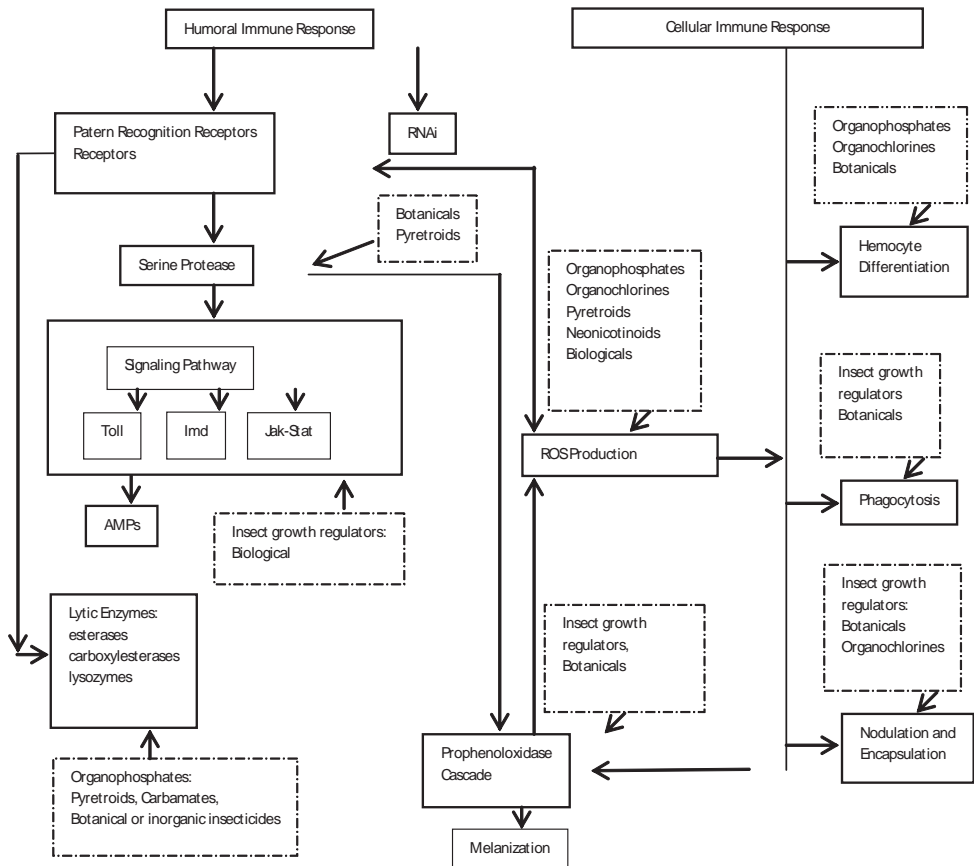 Humoral Immune Response
Cellular Immune Response
Patern Recognition Receptors
Receptors
RNAi
Organophosphates
Organochlorines
Botanicals
Botanicals
Pyretroids
Serine Protease
Hemocyte
Differentiation
Organophosphates
Organochlorines
Pyretroids
Neonicotinoids
Biologicals
Signaling Pathway
Toll
Imd
Jak-Stat
Insect growth
regulators
Botanicals
ROS Production
AMPs
Insect growth regulators:
Biological
Phagocytosis
Lytic Enzymes:
esterases
carboxylesterases
lysozymes
Insect growth
regulators,
Botanicals
Insect growth
regulators:
Botanicals
Organochlorines
Prophenoloxidase
Cascade
Nodulation and
Encapsulation
Organophosphates:
Pyretroids, Carbamates,
Botanical or inorganic insecticides
Melanization